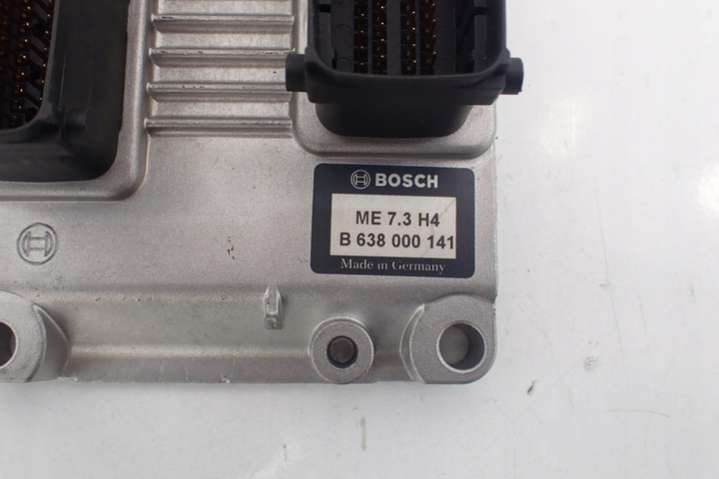 BOSCH
ME 7.3 H4
B 638 000 141
Made in Germany